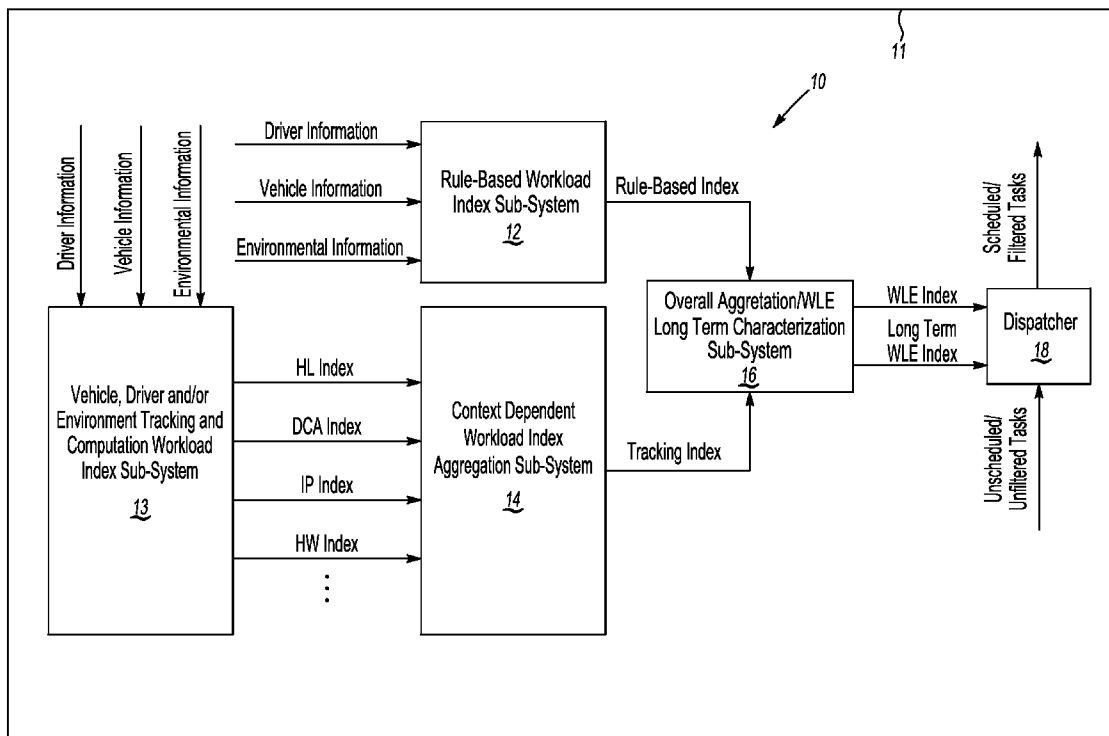 11
10
Driver Information
Vehicle Information
Environmental Information
Driver Information
Vehicle Information
Environmental Information
Rule-Based Workload
Index Sub-System
12
Rule-Based Index
Vehicle, Driver and/or
Environment Tracking and
Computation Workload
Index Sub-System
13
HL Index
DCA Index
IP Index
HW Index
Context Dependent
Workload Index
Aggregation Sub-System
14
Tracking Index
Overall Aggretation/WLE
Long Term Characterization
Sub-System
16
WLE Index
Long Term
WLE Index
Dispatcher
18
Scheduled/
Filtered Tasks
Unscheduled/
Unfiltered Tasks